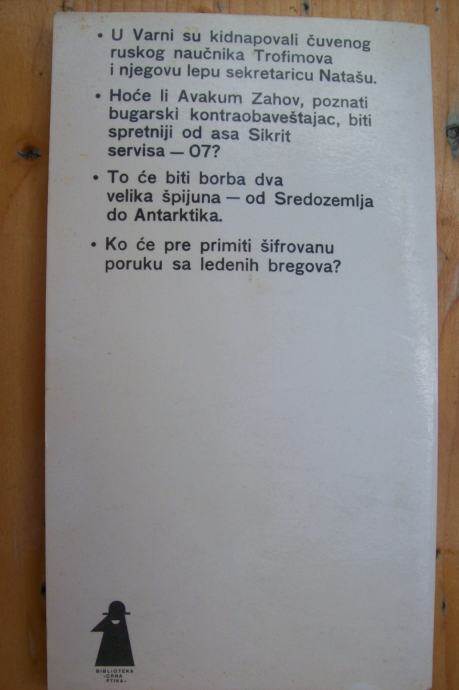 • U Varni su kidnapovali čuvenog
ruskog naučnika Trofimova
i njegovu lepu sekretaricu Natašu.
• Hoće li Avakum Zahov, poznati
bugarski kontraobaveštajac, biti
spretniji od asa Sikrit
servisa — 07?
• To će biti borba dva
velika špijuna — od Sredozemlja
do Antarktika.
• Ko će pre primiti šifrovanu
poruku sa ledenih bregova?
BIBLIOTEKA
»CRNA
PTIKA«